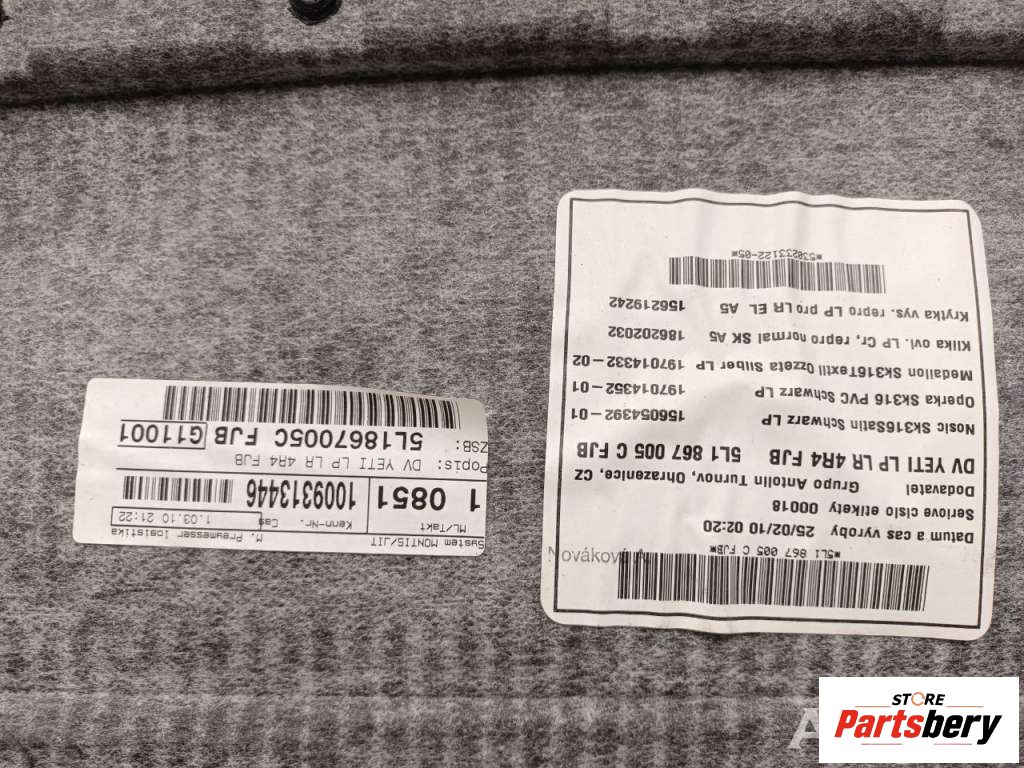 System MONTIS/JIT
M. Preymesser logistika
ML/Takt
Kenn-Nr.
Cas
1.03.10 21:22
1 0851
1009313446
Popis: DV YETI LP LR 4R4 FJB
ZSB:
5L1867005C FJB
G11001
*5L1 867 005 C FJB*
Nováková
Datum a cas vyroby 25/02/10 02:20
Seriove cislo etikety 00018
Dodavatel Grupo Antolin Turnov, Ohrazenice, CZ
DV YETI LP LR 4R4 FJB 5L1 867 005 C FJB
Nosic Sk316Satin Schwarz LP 156054392-01
Operka Sk316 PVC Schwarz LP 197014352-01
Medailon Sk316Textil Ozzeta Silber LP 197014332-02
Klika ovl. LP Cr, repro normal SK A5 186202032
Krytka vys. repro LP pro LR EL A5 156219242
*530233122-05*
STORE
Partsbery